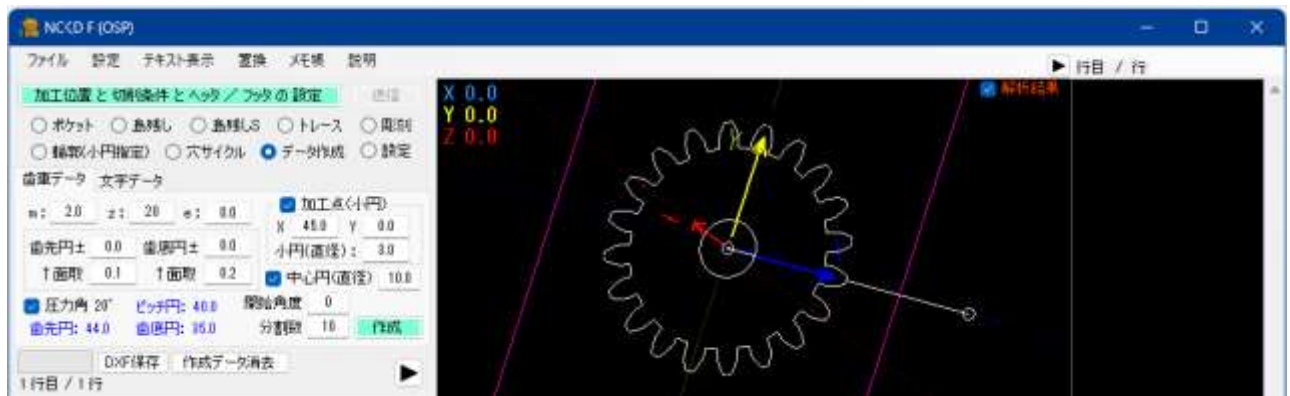 NCCD F (OSP)
ファイル 設定 テキスト表示 置換 メモ帳 説明
行目 / 行
加工位置 と 切削条件 と ヘッダ / フッタ の 設定 送信
ポケット 島残し 島残しS トレース 彫刻
輪郭(小円指定) 穴サイクル データ作成 設定
歯車データ 文字データ
m: 2.0 z: 20 e: 0.0
加工点(小円)
X 45.0 Y 0.0
歯先円± 0.0 歯底円± 0.0
小円(直径): 3.0
↑面取 0.1 ↑面取 0.2
中心円(直径) 10.0
圧力角 20° ピッチ円: 40.0 開始角度 0
歯先円: 44.0 歯底円: 35.0 分割数 10 作成
DXF保存 作成データ消去
1行目 / 1行
X 0.0
Y 0.0
Z 0.0
解析結果